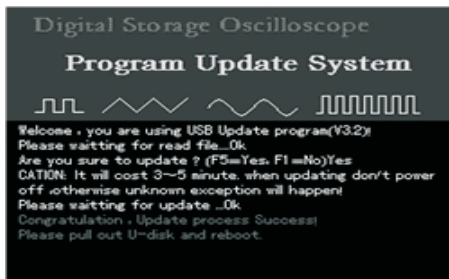 Digital Storage Oscilloscope
Program Update System
Welcome , you are using USB Update program(V3.2)!
Please waitting for read file...Ok
Are you sure to update ? (F5=Yes, F1=No)Yes
CATION: It will cost 3~5 minute, when updating don't power
off ,otherwise unknown exception will happen!
Please waitting for update ...Ok
Congratulation , Update process Success!
Please pull out U-disk and reboot.